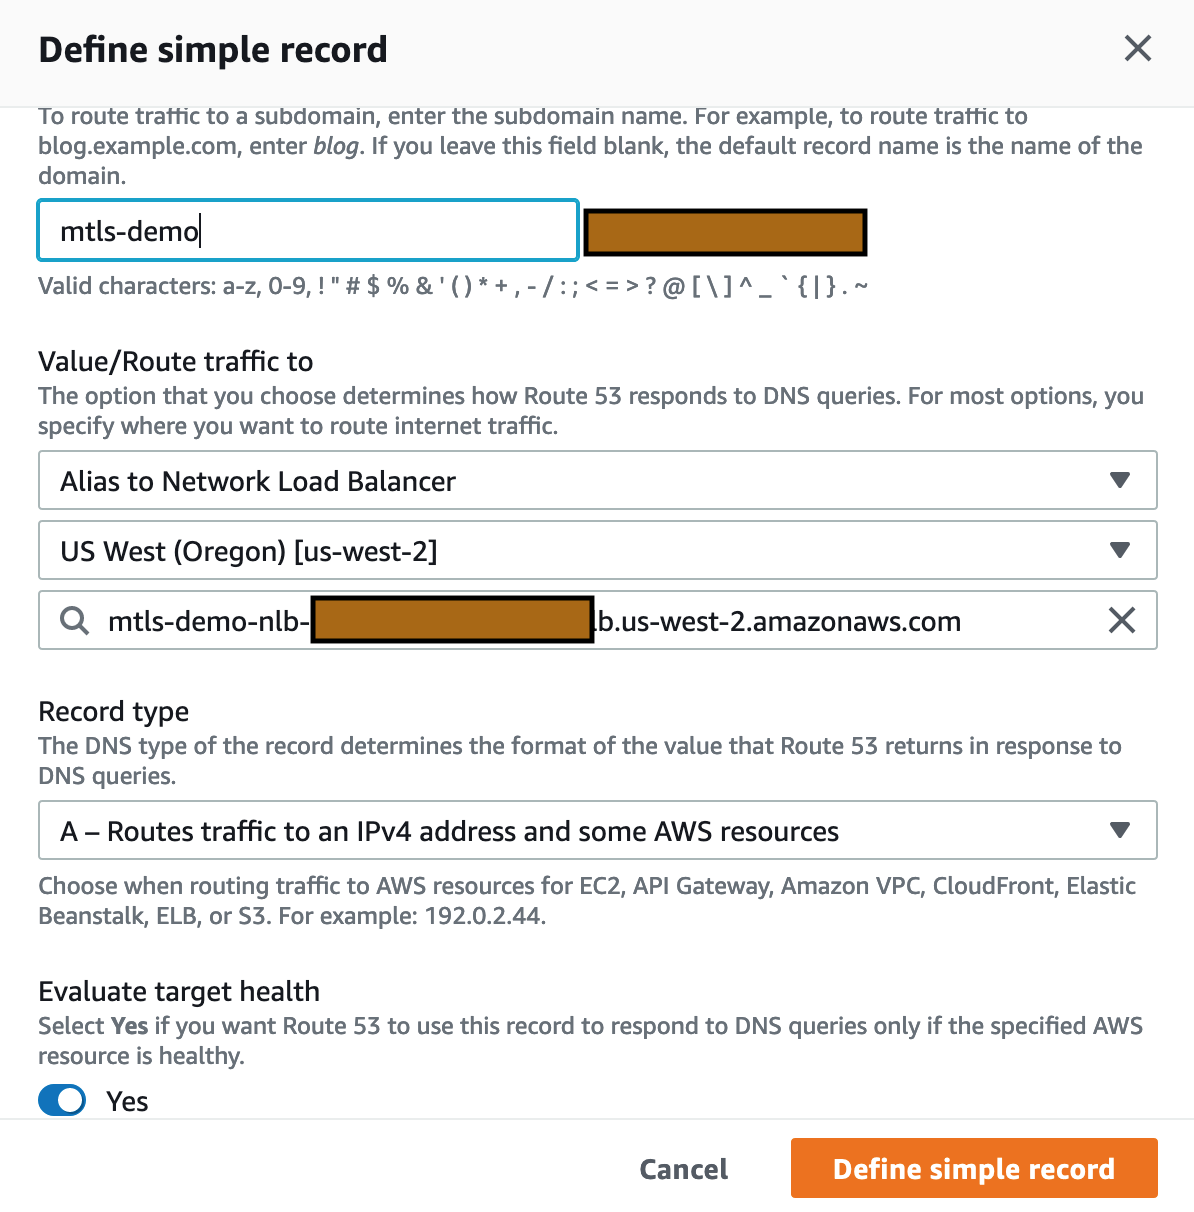 Define simple record
To route traffic to a subdomain, enter the subdomain name. For example, to route traffic to
blog.example.com, enter blog. If you leave this field blank, the default record name is the name of the
domain.
mtls-demo
Valid characters: a-z, 0-9, ! " # $ % & ' ( ) * + , - / : ; < = > ? @ [ \ ] ^ _ ` { | } . ~
Value/Route traffic to
The option that you choose determines how Route 53 responds to DNS queries. For most options, you
specify where you want to route internet traffic.
Alias to Network Load Balancer
US West (Oregon) [us-west-2]
mtls-demo-nlb- lb.us-west-2.amazonaws.com
Record type
The DNS type of the record determines the format of the value that Route 53 returns in response to
DNS queries.
A – Routes traffic to an IPv4 address and some AWS resources
Choose when routing traffic to AWS resources for EC2, API Gateway, Amazon VPC, CloudFront, Elastic
Beanstalk, ELB, or S3. For example: 192.0.2.44.
Evaluate target health
Select Yes if you want Route 53 to use this record to respond to DNS queries only if the specified AWS
resource is healthy.
Yes
Cancel
Define simple record